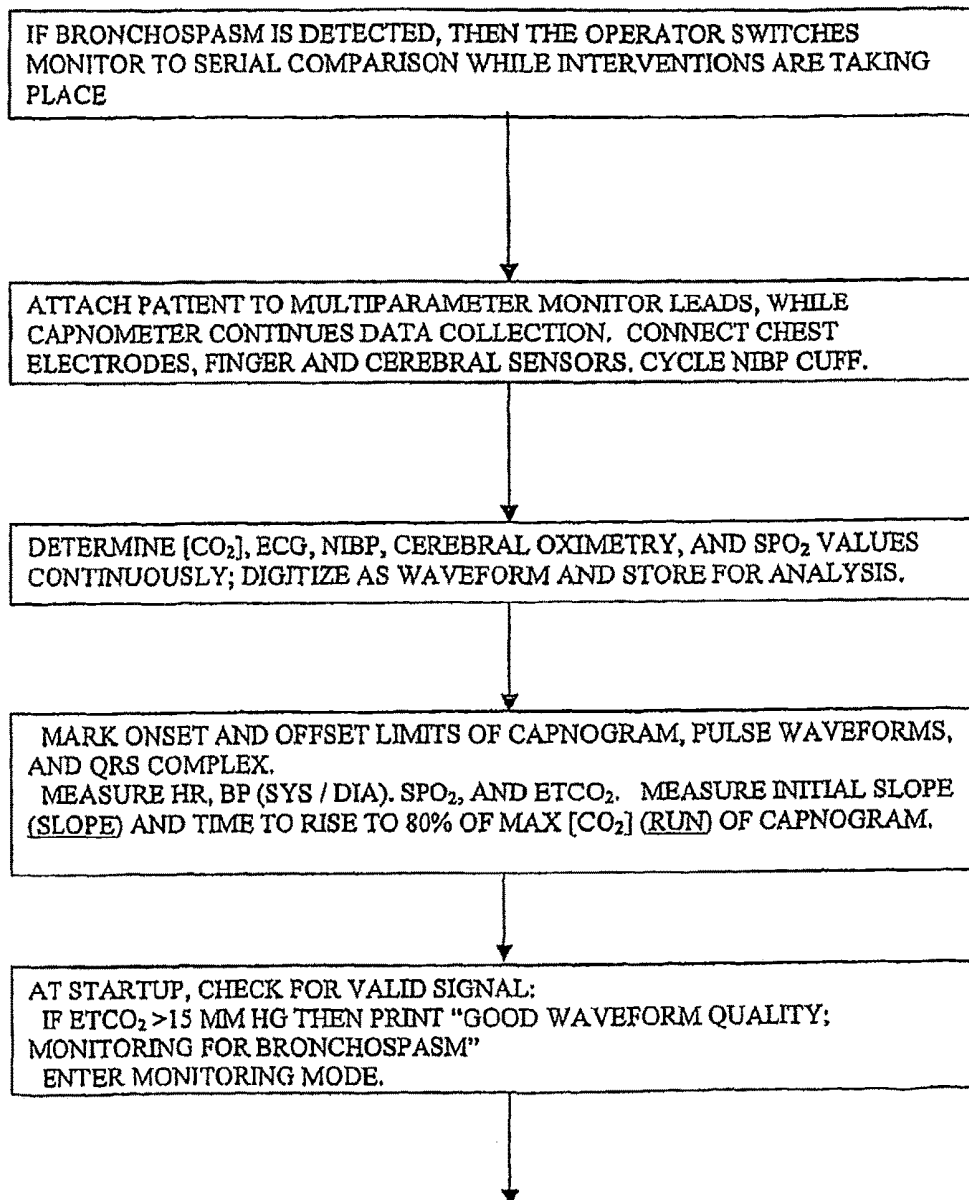 IF BRONCHOSPASM IS DETECTED, THEN THE OPERATOR SWITCHES
MONITOR TO SERIAL COMPARISON WHILE INTERVENTIONS ARE TAKING
PLACE
ATTACH PATIENT TO MULTIPARAMETER MONITOR LEADS, WHILE
CAPNOMETER CONTINUES DATA COLLECTION. CONNECT CHEST
ELECTRODES, FINGER AND CEREBRAL SENSORS. CYCLE NIBP CUFF.
DETERMINE [CO₂], ECG, NIBP, CEREBRAL OXIMETRY, AND SPO₂ VALUES
CONTINUOUSLY; DIGITIZE AS WAVEFORM AND STORE FOR ANALYSIS.
MARK ONSET AND OFFSET LIMITS OF CAPNOGRAM, PULSE WAVEFORMS,
AND QRS COMPLEX.
MEASURE HR, BP (SYS / DIA). SPO₂, AND ETCO₂. MEASURE INITIAL SLOPE
(SLOPE) AND TIME TO RISE TO 80% OF MAX [CO₂] (RUN) OF CAPNOGRAM.
AT STARTUP, CHECK FOR VALID SIGNAL:
IF ETCO₂ >15 MM HG THEN PRINT “GOOD WAVEFORM QUALITY;
MONITORING FOR BRONCHOSPASM”
ENTER MONITORING MODE.